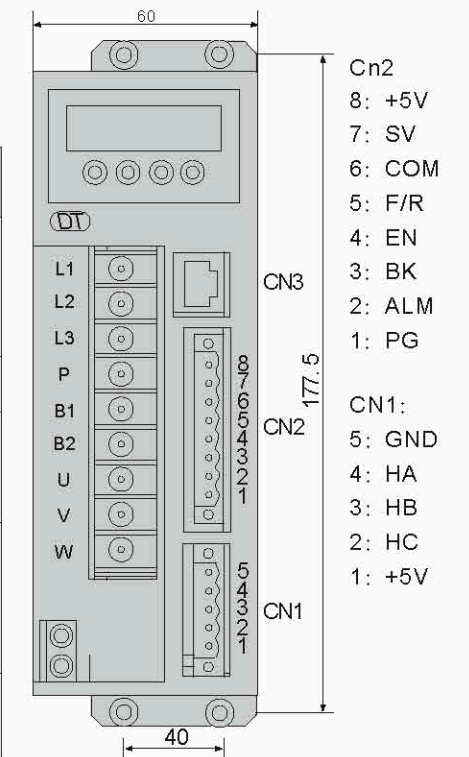 60
DT
L1
L2
L3
P
B1
B2
U
V
W
CN3
8
7
6
5
4
3
2
1
CN2
5
4
3
2
1
CN1
177.5
40
Cn2
8: +5V
7: SV
6: COM
5: F/R
4: EN
3: BK
2: ALM
1: PG
CN1:
5: GND
4: HA
3: HB
2: HC
1: +5V